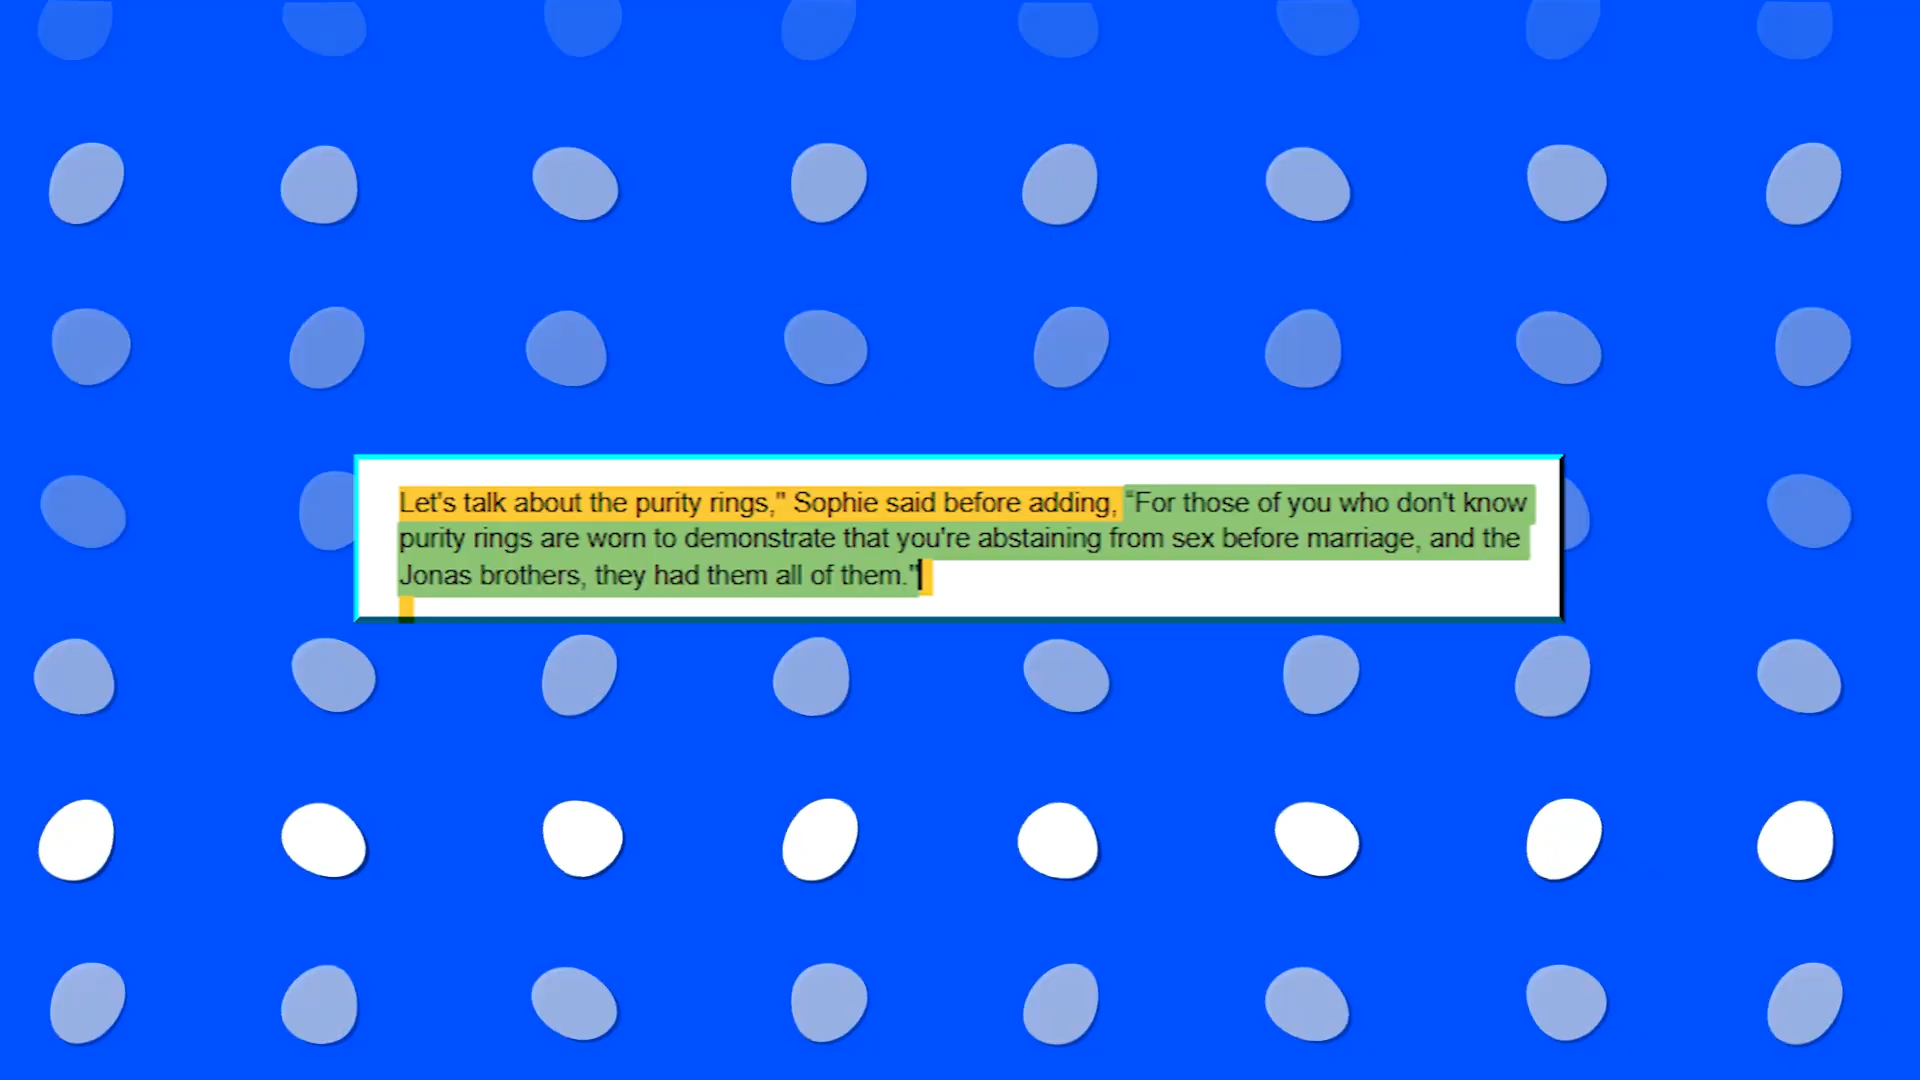 Let's talk about the purity rings," Sophie said before adding, “For those of you who don't know
purity rings are worn to demonstrate that you're abstaining from sex before marriage, and the
Jonas brothers, they had them all of them."